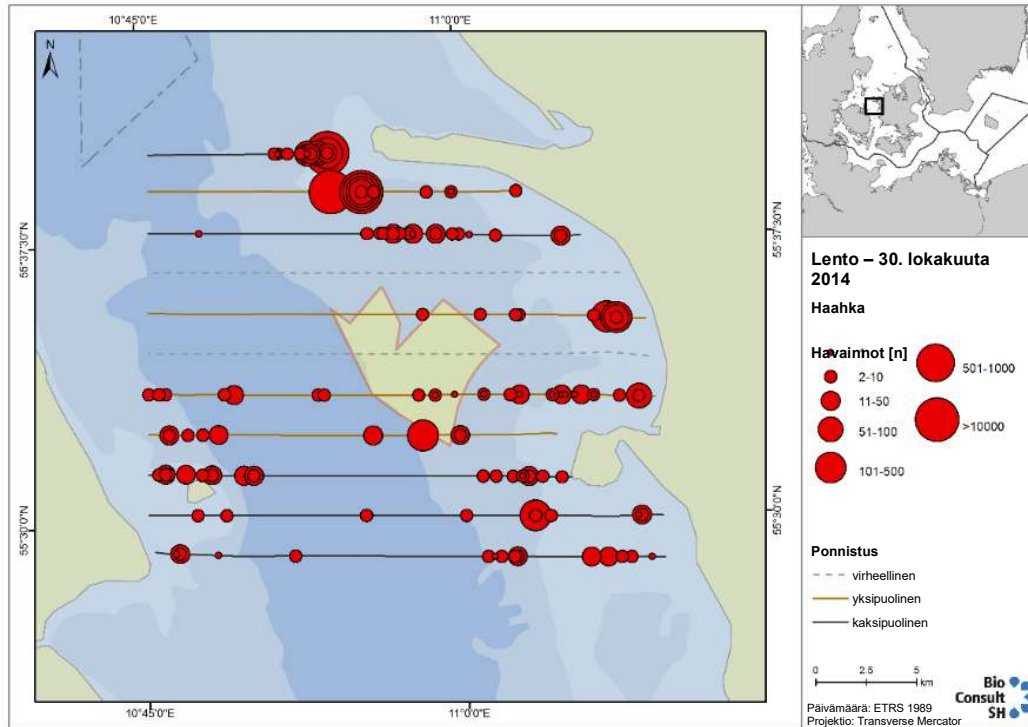 10°45'0"E 11°0'0"E
N
55°37'30"N 55°37'30"N
55°30'0"N 55°30'0"N
10°45'0"E 11°0'0"E
Lento – 30. lokakuuta
2014
Haahka
Havainnot [n]
2-10
11-50
51-100
101-500
501-1000
>10000
Ponnistus
virheellinen
yksipuolinen
kaksipuolinen
0 2.5 5
km
Päivämäärä: ETRS 1989
Projektio: Transverse Mercator
Bio
Consult
SH